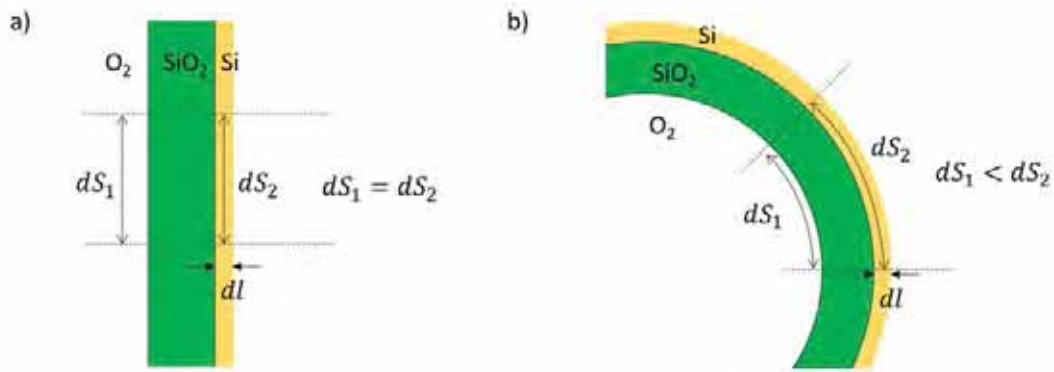 a)
O₂
SiO₂
Si
dS₁
dS₂
dS₁ = dS₂
dl
b)
Si
SiO₂
O₂
dS₂
dS₁ < dS₂
dS₁
dl